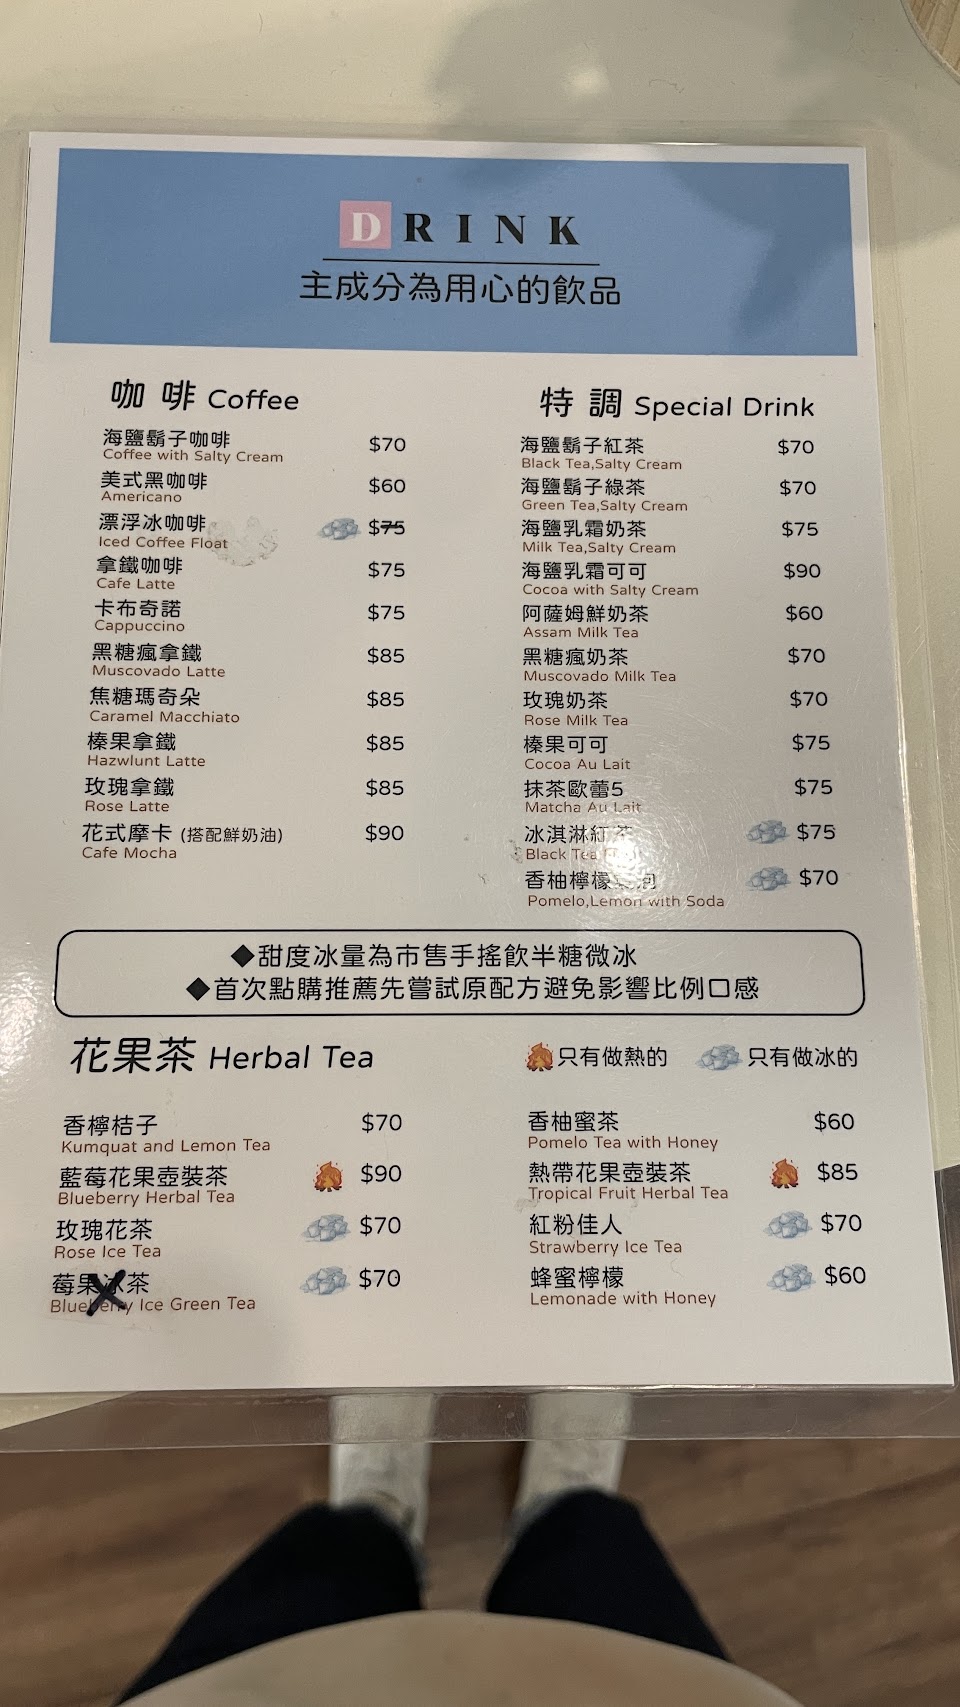 DRINK
主成分為用心的飲品
咖啡 Coffee
海鹽鬍子咖啡 $70
Coffee with Salty Cream
美式黑咖啡 $60
Americano
漂浮冰咖啡 $75
Iced Coffee Float
拿鐵咖啡 $75
Cafe Latte
卡布奇諾 $75
Cappuccino
黑糖瘋拿鐵 $85
Muscovado Latte
焦糖瑪奇朵 $85
Caramel Macchiato
榛果拿鐵 $85
Hazwlunt Latte
玫瑰拿鐵 $85
Rose Latte
花式摩卡 (搭配鮮奶油) $90
Cafe Mocha
特調 Special Drink
海鹽鬍子紅茶 $70
Black Tea,Salty Cream
海鹽鬍子綠茶 $70
Green Tea,Salty Cream
海鹽乳霜奶茶 $75
Milk Tea,Salty Cream
海鹽乳霜可可 $90
Cocoa with Salty Cream
阿薩姆鮮奶茶 $60
Assam Milk Tea
黑糖瘋奶茶 $70
Muscovado Milk Tea
玫瑰奶茶 $70
Rose Milk Tea
榛果可可 $75
Cocoa Au Lait
抹茶歐蕾5 $75
Matcha Au Lait
冰淇淋紅茶 $75
Black Tea
香柚檸檬 $70
Pomelo,Lemon with Soda
◆甜度冰量為市售手搖飲半糖微冰
◆首次點購推薦先嘗試原配方避免影響比例口感
花果茶 Herbal Tea
只有做熱的 只有做冰的
香檸桔子 $70
Kumquat and Lemon Tea
藍莓花果壺裝茶 $90
Blueberry Herbal Tea
玫瑰花茶 $70
Rose Ice Tea
莓果冰茶 $70
Blueberry Ice Green Tea
香柚蜜茶 $60
Pomelo Tea with Honey
熱帶花果壺裝茶 $85
Tropical Fruit Herbal Tea
紅粉佳人 $70
Strawberry Ice Tea
蜂蜜檸檬 $60
Lemonade with Honey